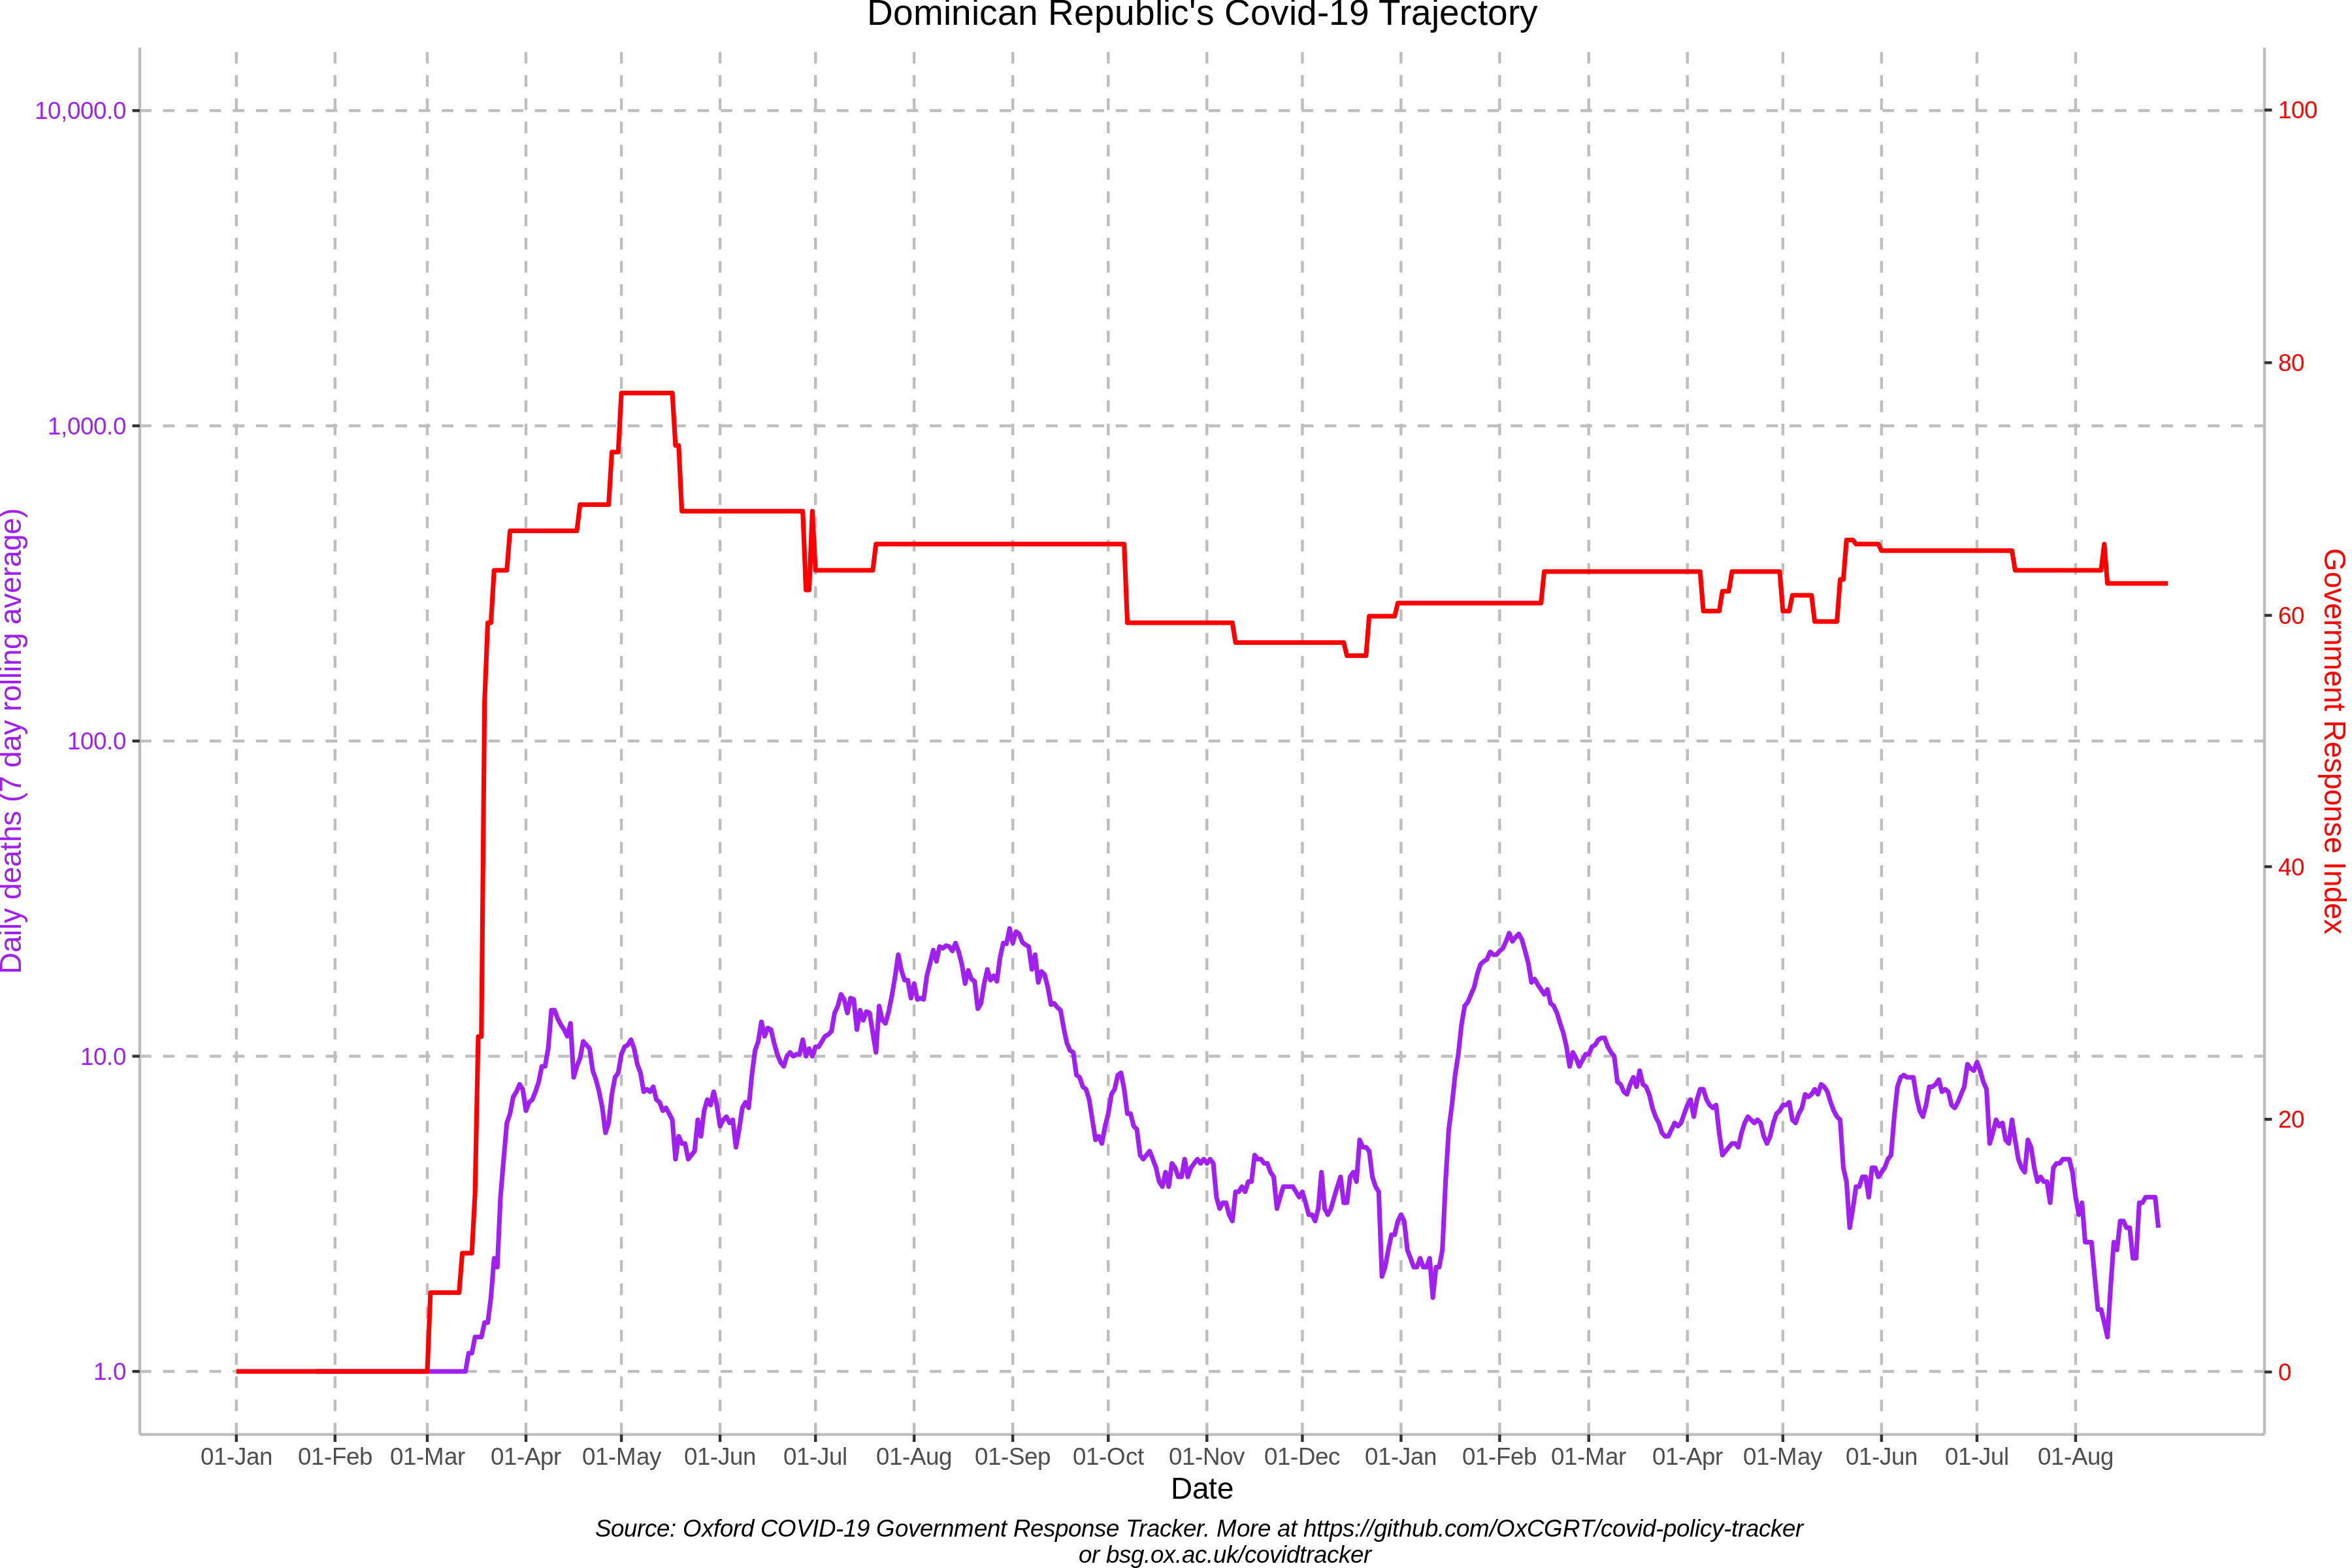 Dominican Republic's Covid-19 Trajectory
10,000.0
1,000.0
100.0
10.0
1.0
Daily deaths (7 day rolling average)
100
80
60
40
20
0
Government Response Index
01-Jan 01-Feb 01-Mar 01-Apr 01-May 01-Jun 01-Jul 01-Aug 01-Sep 01-Oct 01-Nov 01-Dec 01-Jan 01-Feb 01-Mar 01-Apr 01-May 01-Jun 01-Jul 01-Aug
Date
Source: Oxford COVID-19 Government Response Tracker. More at https://github.com/OxCGRT/covid-policy-tracker
or bsg.ox.ac.uk/covidtracker